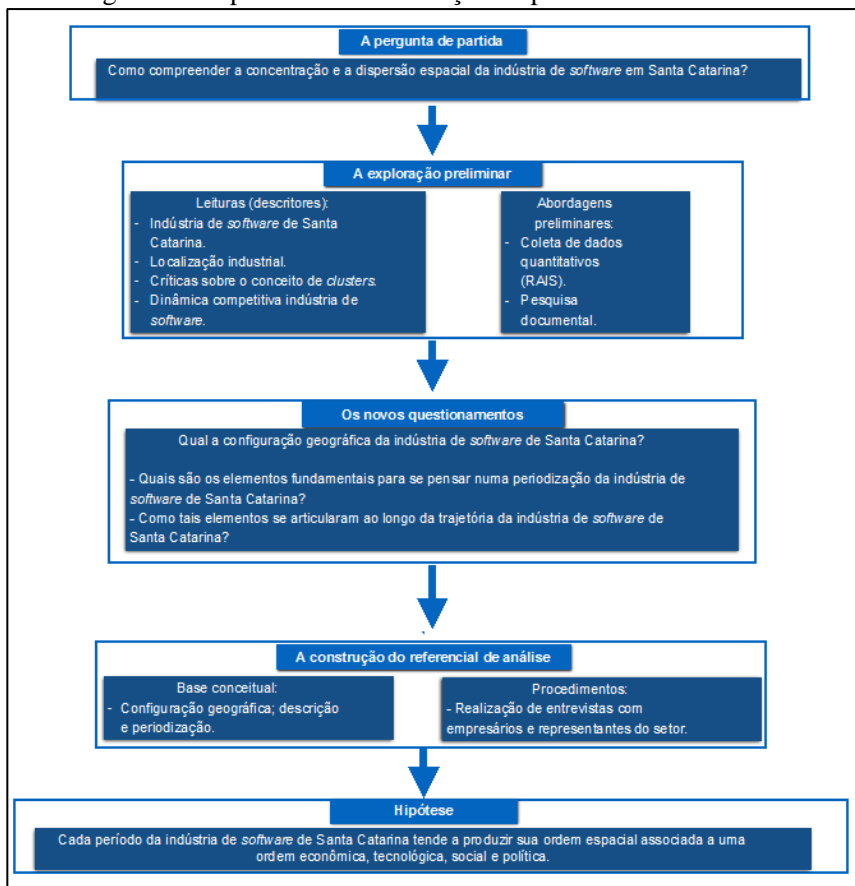 A pergunta de partida
Como compreender a concentração e a dispersão espacial da indústria de software em Santa Catarina?
A exploração preliminar
Leituras (descritores):
- Indústria de software de Santa
Catarina.
- Localização industrial.
- Críticas sobre o conceito de clusters.
- Dinâmica competitiva indústria de
software.
Abordagens
preliminares:
- Coleta de dados
quantitativos
(RAIS).
- Pesquisa
documental.
Os novos questionamentos
Qual a configuração geográfica da indústria de software de Santa Catarina?
- Quais são os elementos fundamentais para se pensar numa periodização da indústria de
software de Santa Catarina?
- Como tais elementos se articularam ao longo da trajetória da indústria de software de
Santa Catarina?
A construção do referencial de análise
Base conceitual:
- Configuração geográfica; descrição
e periodização.
Procedimentos:
- Realização de entrevistas com
empresários e representantes do setor.
Hipótese
Cada período da indústria de software de Santa Catarina tende a produzir sua ordem espacial associada a uma
ordem econômica, tecnológica, social e política.